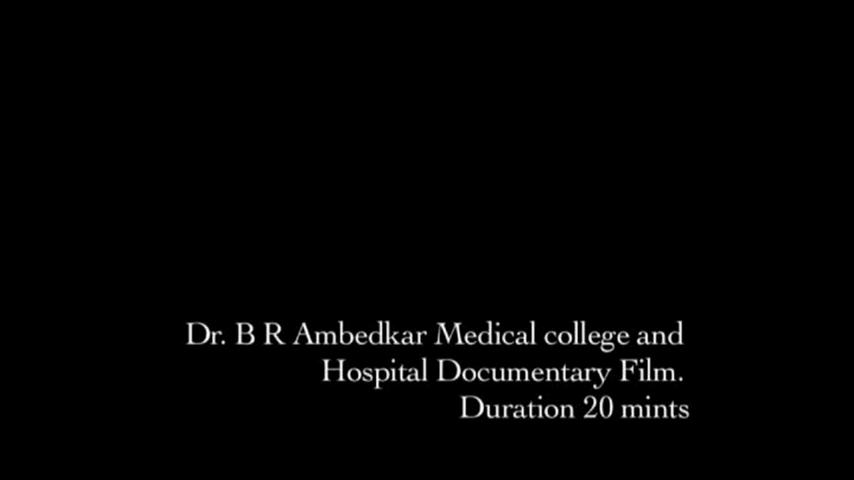 Dr. B R Ambedkar Medical college and
Hospital Documentary Film.
Duration 20 mints